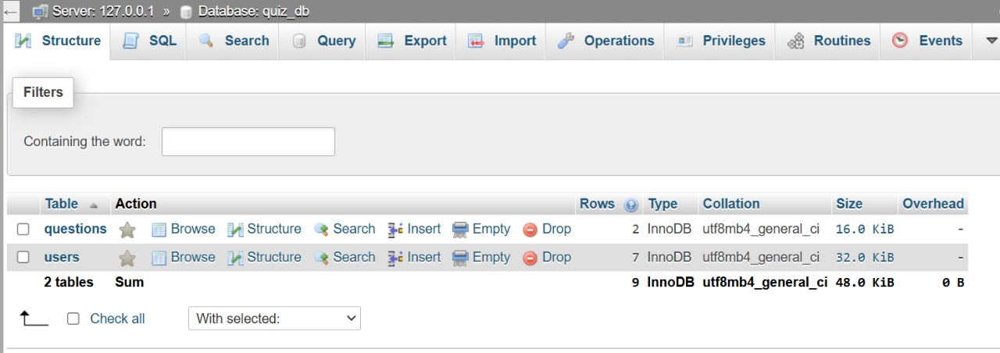 Server: 127.0.0.1 » Database: quiz_db
Structure SQL Search Query Export Import Operations Privileges Routines Events
Filters
Containing the word:
Table Action Rows Type Collation Size Overhead
questions Browse Structure Search Insert Empty Drop 2 InnoDB utf8mb4_general_ci 16.0 KiB -
users Browse Structure Search Insert Empty Drop 7 InnoDB utf8mb4_general_ci 32.0 KiB -
2 tables Sum 9 InnoDB utf8mb4_general_ci 48.0 KiB 0 B
Check all With selected: